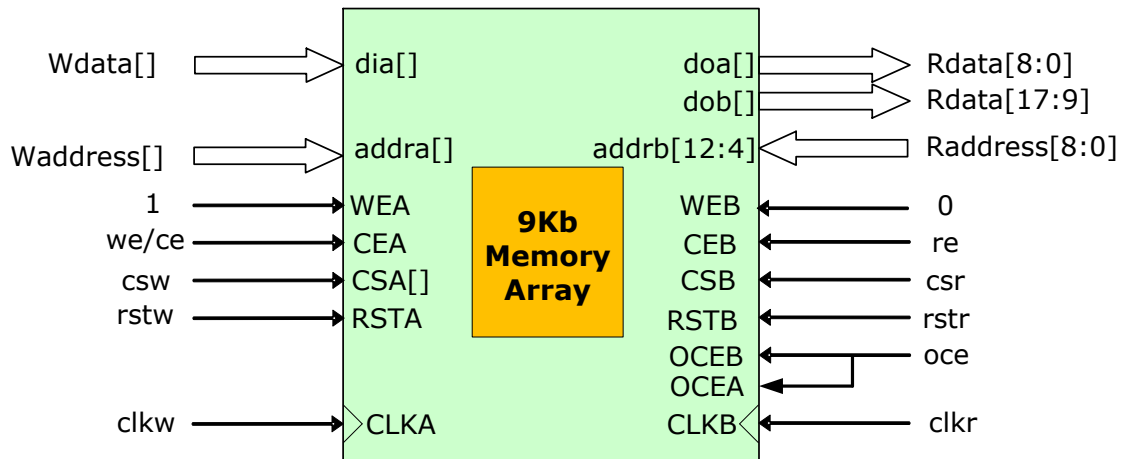 Wdata[] dia[] doa[] Rdata[8:0]
dob[] Rdata[17:9]
Waddress[] addra[] addrb[12:4] Raddress[8:0]
1 WEA WEB 0
we/ce CEA CEB re
csw CSA[] CSB csr
rstw RSTA RSTB rstr
OCEB oce
OCEA
clkw CLKA CLKB clkr
9Kb
Memory
Array